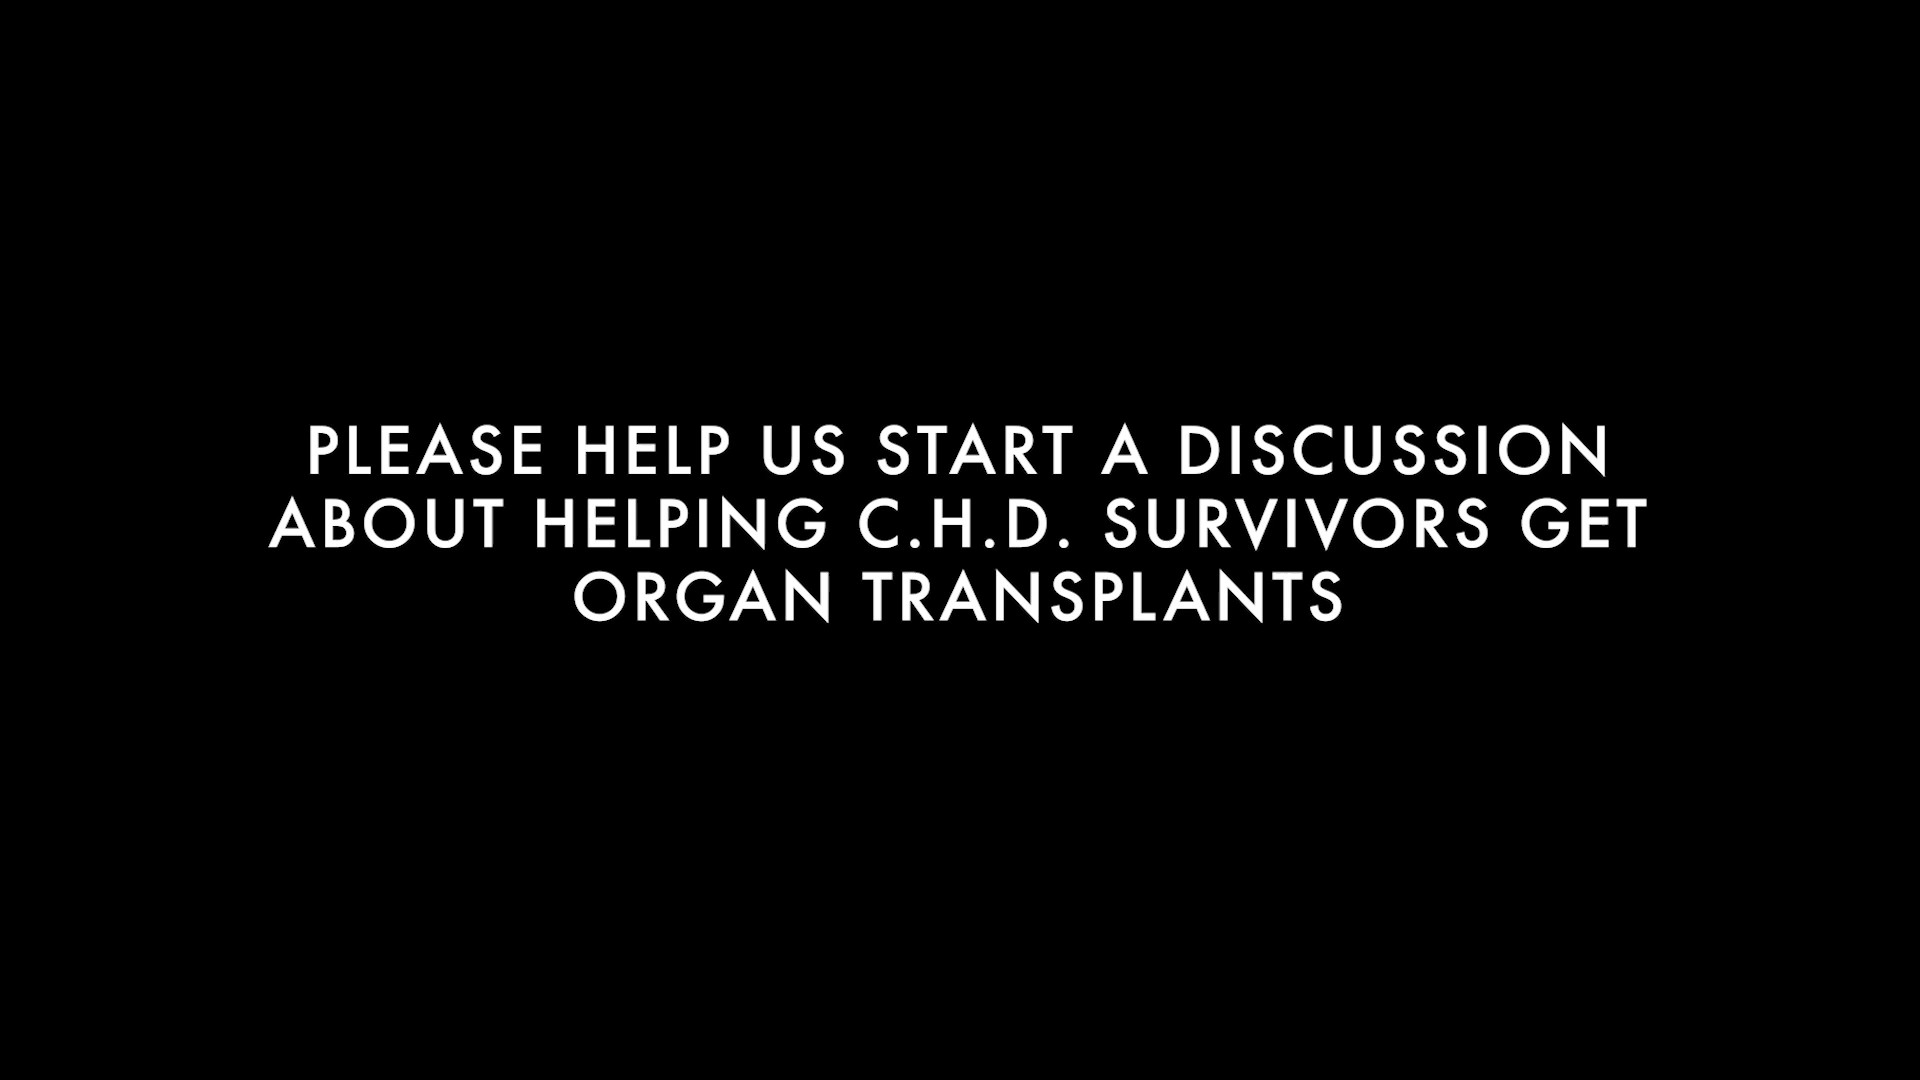 PLEASE HELP US START A DISCUSSION
ABOUT HELPING C.H.D. SURVIVORS GET
ORGAN TRANSPLANTS